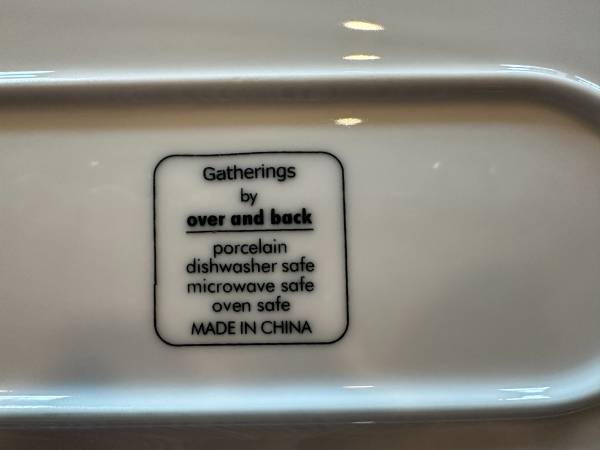 Gatherings
by
over and back
porcelain
dishwasher safe
microwave safe
oven safe
MADE IN CHINA